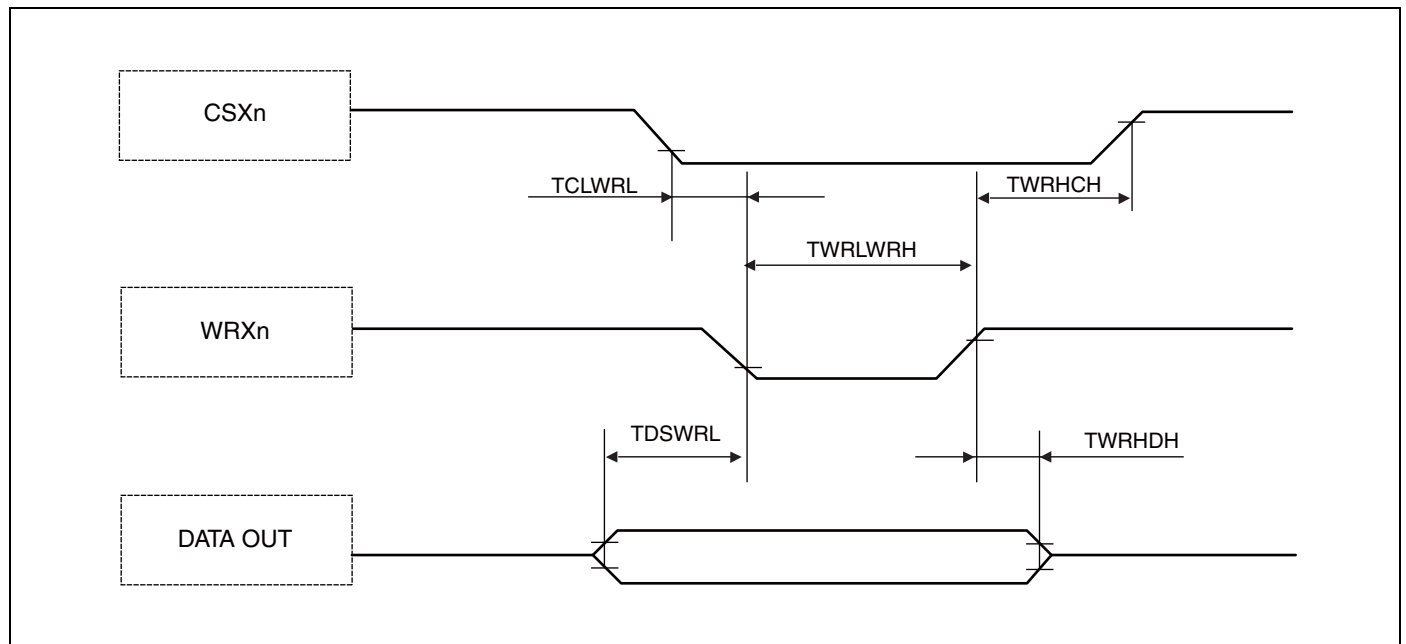 CSXn
TCLWRL
TWRHCH
TWRLWRH
WRXn
TDSWRL
TWRHDH
DATA OUT